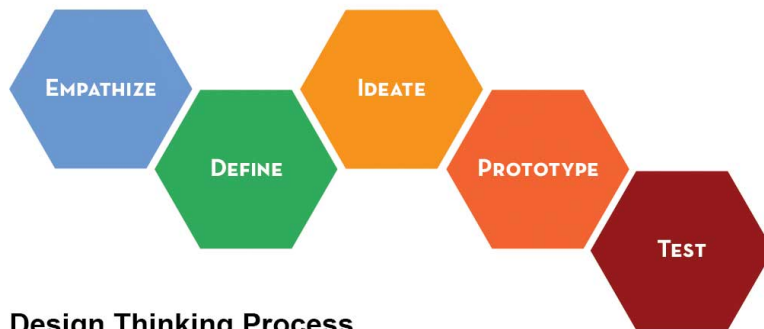 EMPATHIZE
DEFINE
IDEATE
PROTOTYPE
TEST
Design Thinking Process